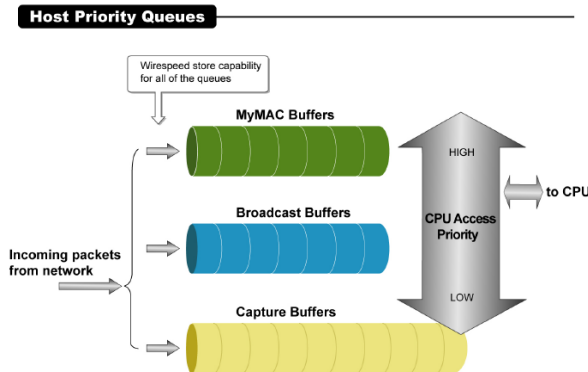 Host Priority Queues
Wirespeed store capability
for all of the queues
MyMAC Buffers
HIGH
to CPU
Broadcast Buffers
CPU Access
Priority
Incoming packets
from network
LOW
Capture Buffers